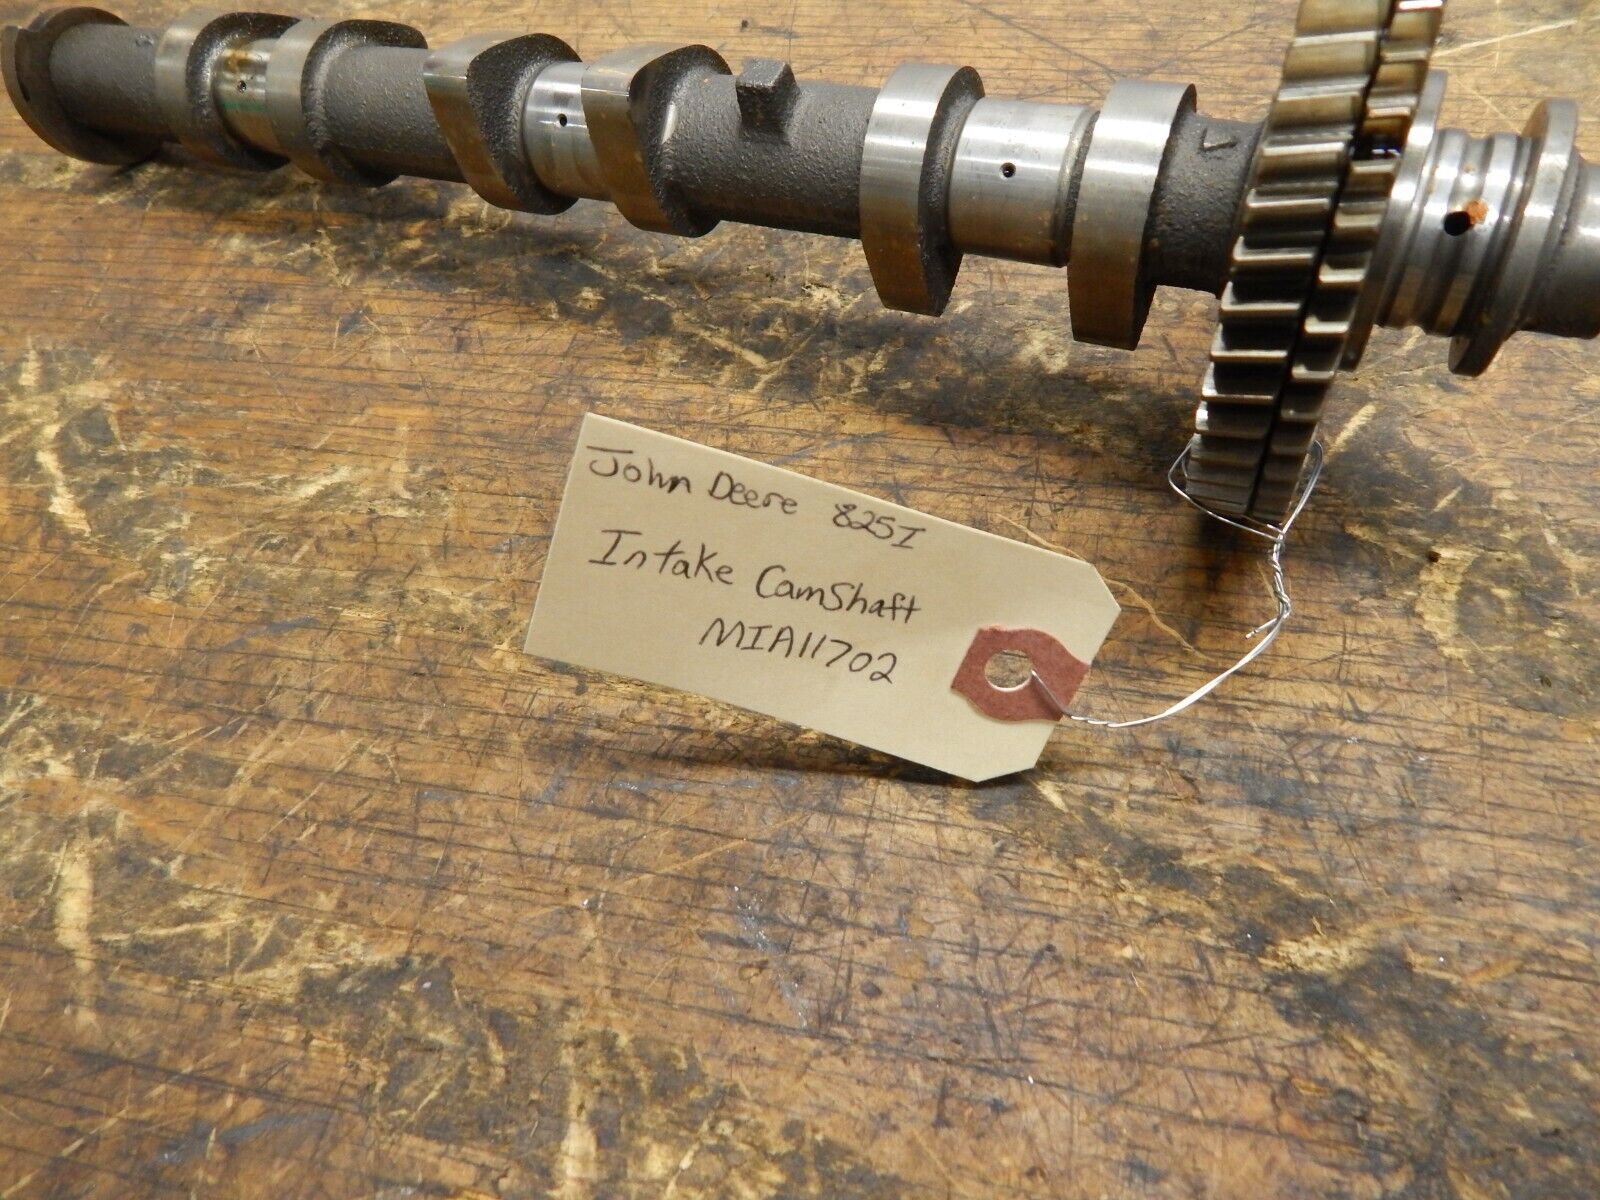 John Deere 825I
Intake Camshaft
MIA11702